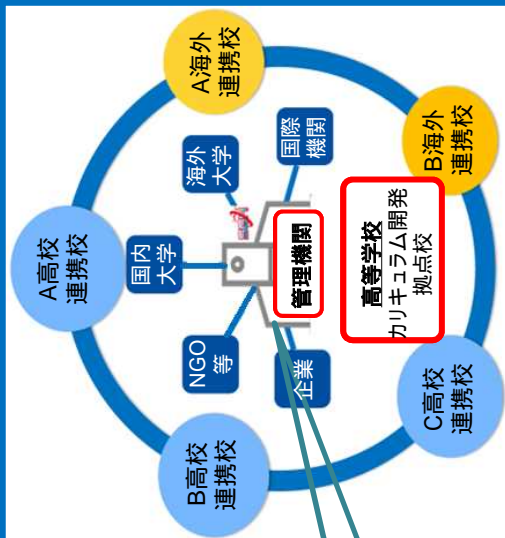 A高校
連携校
A海外
連携校
B海外
連携校
C高校
連携校
B高校
連携校
国内
大学
海外
大学
国際
機関
NGO
等
企業
管理機関
高等学校
カリキュラム開発
拠点校